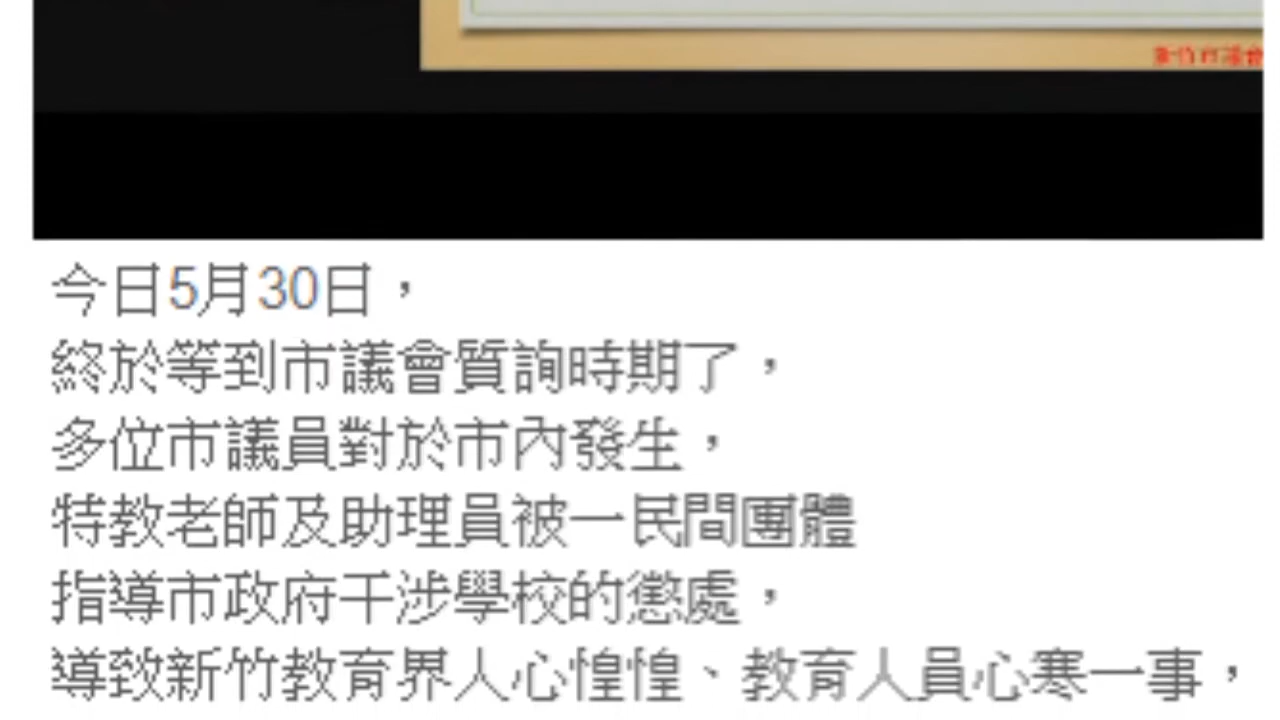 今日5月30日，
終於等到市議會質詢時期了，
多位市議員對於市內發生，
特教老師及助理員被一民間團體
指導市政府干涉學校的懲處，
導致新竹教育界人心惶惶、教育人員心寒一事，